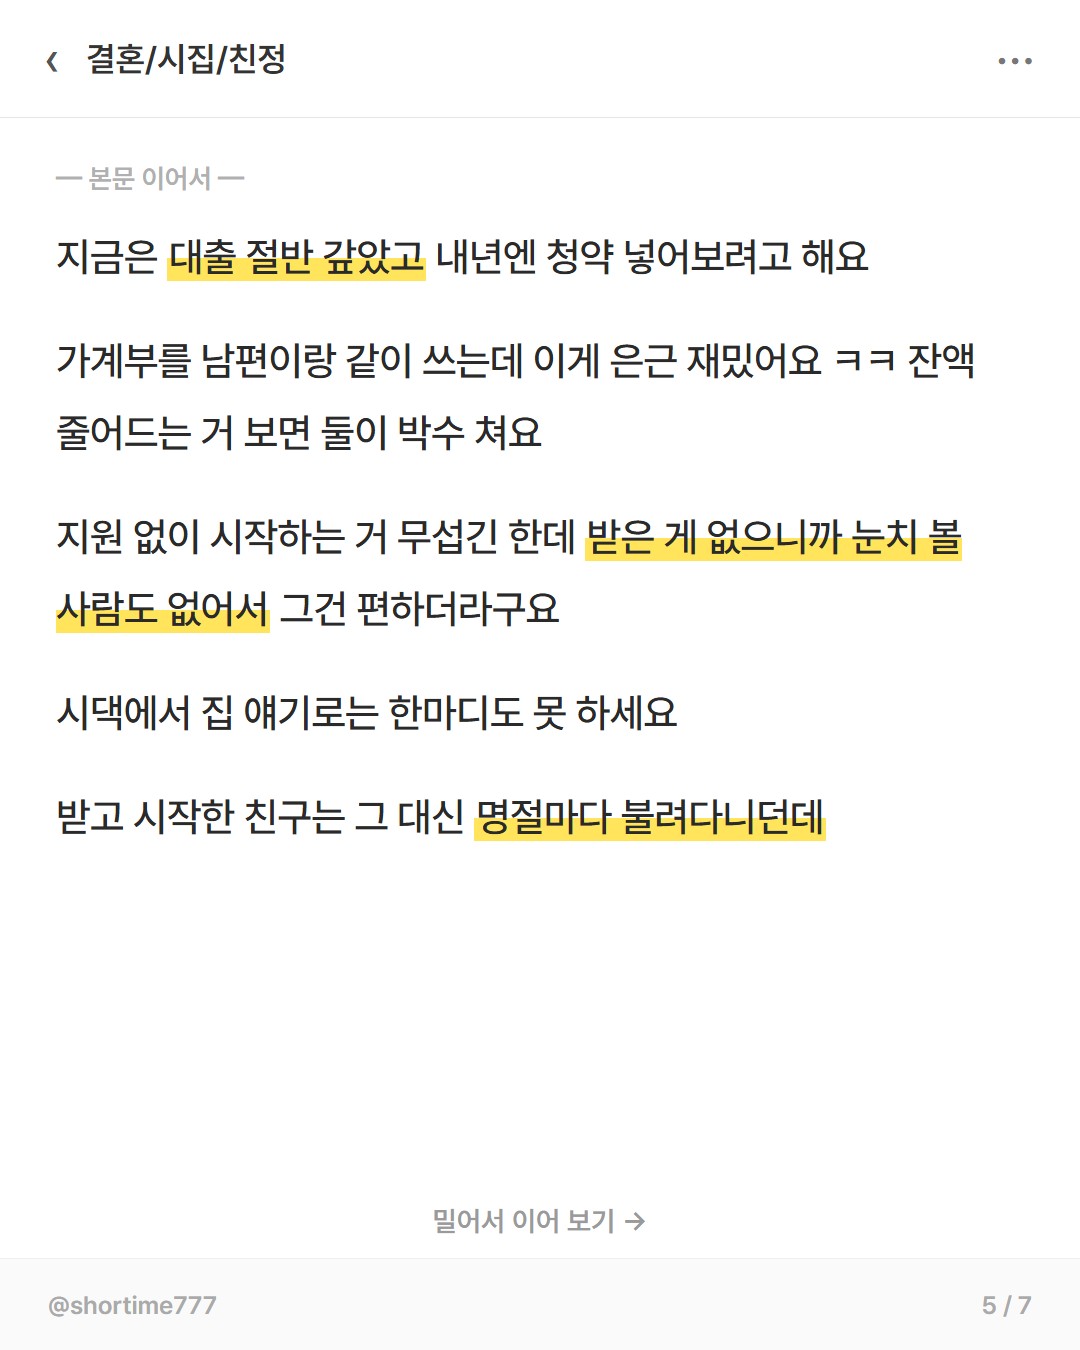 결혼/시집/친정
— 본문 이어서 —
지금은 대출 절반 갚았고 내년엔 청약 넣어보려고 해요
가계부를 남편이랑 같이 쓰는데 이게 은근 재밌어요 ㅋㅋ 잔액
줄어드는 거 보면 둘이 박수 쳐요
지원 없이 시작하는 거 무섭긴 한데 받은 게 없으니까 눈치 볼
사람도 없어서 그건 편하더라구요
시댁에서 집 얘기로는 한마디도 못 하세요
받고 시작한 친구는 그 대신 명절마다 불려다니던데
밀어서 이어 보기 →
@shortime777
5 / 7